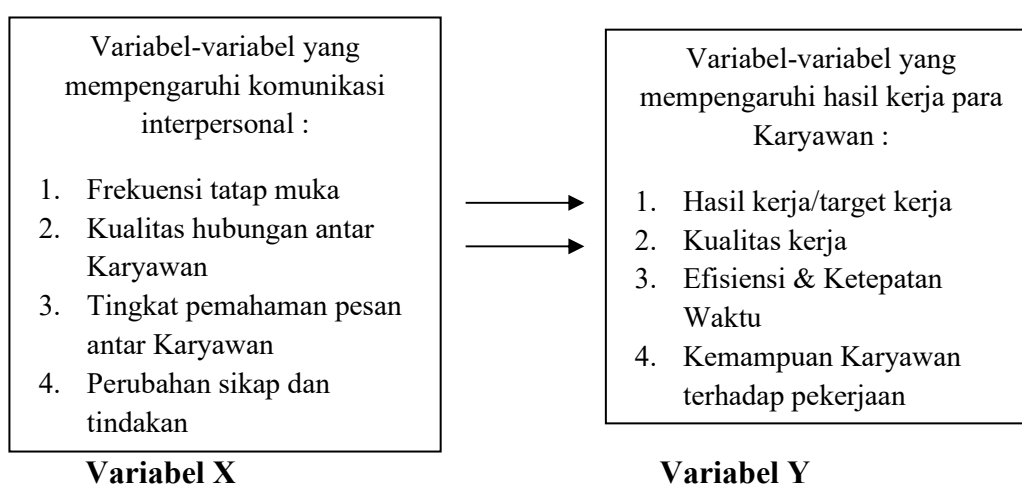 Variabel-variabel yang
mempengaruhi komunikasi
interpersonal :
1. Frekuensi tatap muka
2. Kualitas hubungan antar
Karyawan
3. Tingkat pemahaman pesan
antar Karyawan
4. Perubahan sikap dan
tindakan
Variabel X
Variabel-variabel yang
mempengaruhi hasil kerja para
Karyawan :
1. Hasil kerja/target kerja
2. Kualitas kerja
3. Efisiensi & Ketepatan
Waktu
4. Kemampuan Karyawan
terhadap pekerjaan
Variabel Y